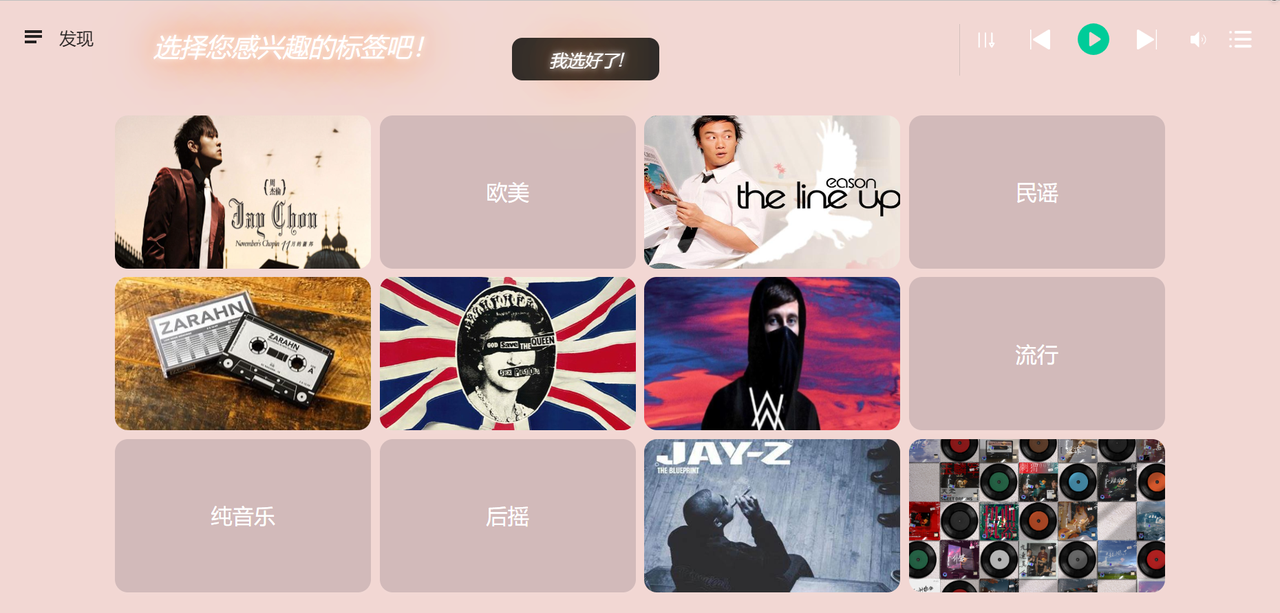 发现
选择您感兴趣的标签吧!
我选好了!
周
杰倫
Jay Chou
November's Chopin 11月的蕭邦
欧美
eason
the line up
民谣
ZARAHN
ZARAHN
A
GOD Save THE QUEEN
SEX PISTOLS
流行
纯音乐
后摇
JAY-Z
THE BLUEPRINT